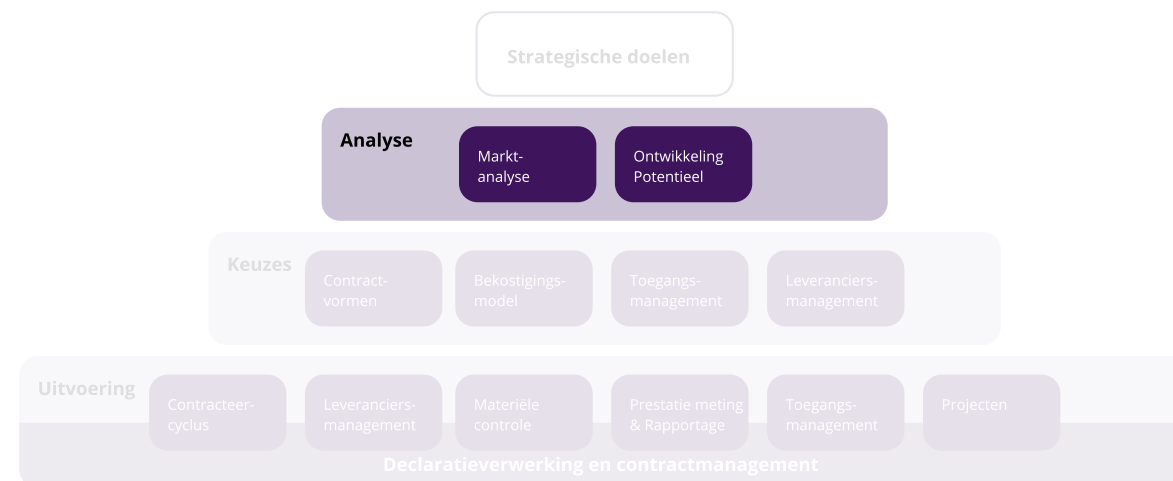 Strategische doelen
Analyse
Markt-
analyse
Ontwikkeling
Potentieel
Keuzes
Contract-
vormen
Bekostigings-
model
Toegangs-
management
Leveranciers-
management
Uitvoering
Contracteer-
cyclus
Leveranciers-
management
Materiële
controle
Prestatie meting
& Rapportage
Toegangs-
management
Projecten
Declaratieverwerking en contractmanagement